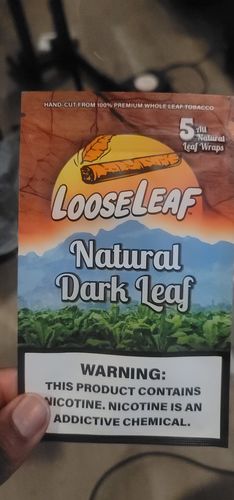 HAND-CUT FROM 100% PREMIUM WHOLE LEAF TOBACCO
5 All
Natural
Leaf Wraps
LOOSELEAF
Natural
Dark Leaf
WARNING:
THIS PRODUCT CONTAINS
NICOTINE. NICOTINE IS AN
ADDICTIVE CHEMICAL.